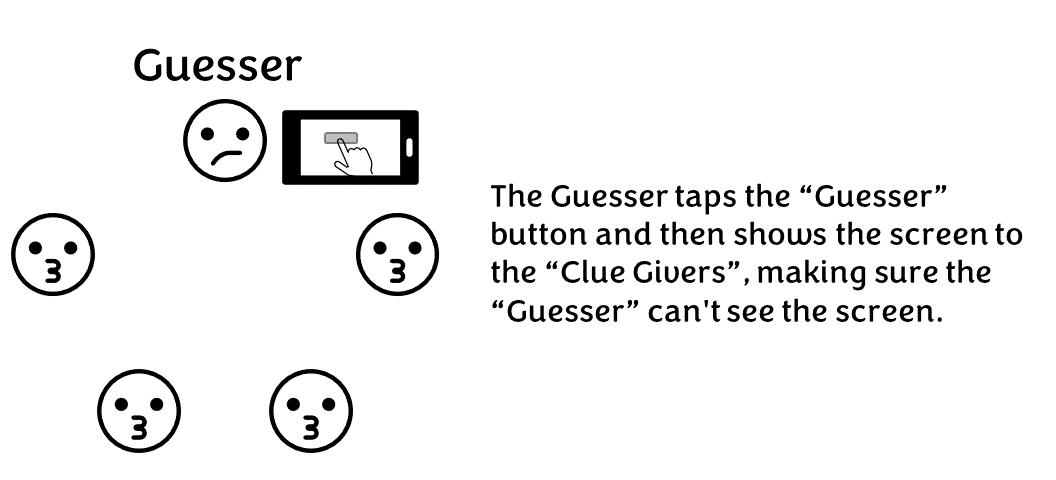 Guesser
The Guesser taps the “Guesser”
button and then shows the screen to
the “Clue Givers”, making sure the
“Guesser” can't see the screen.